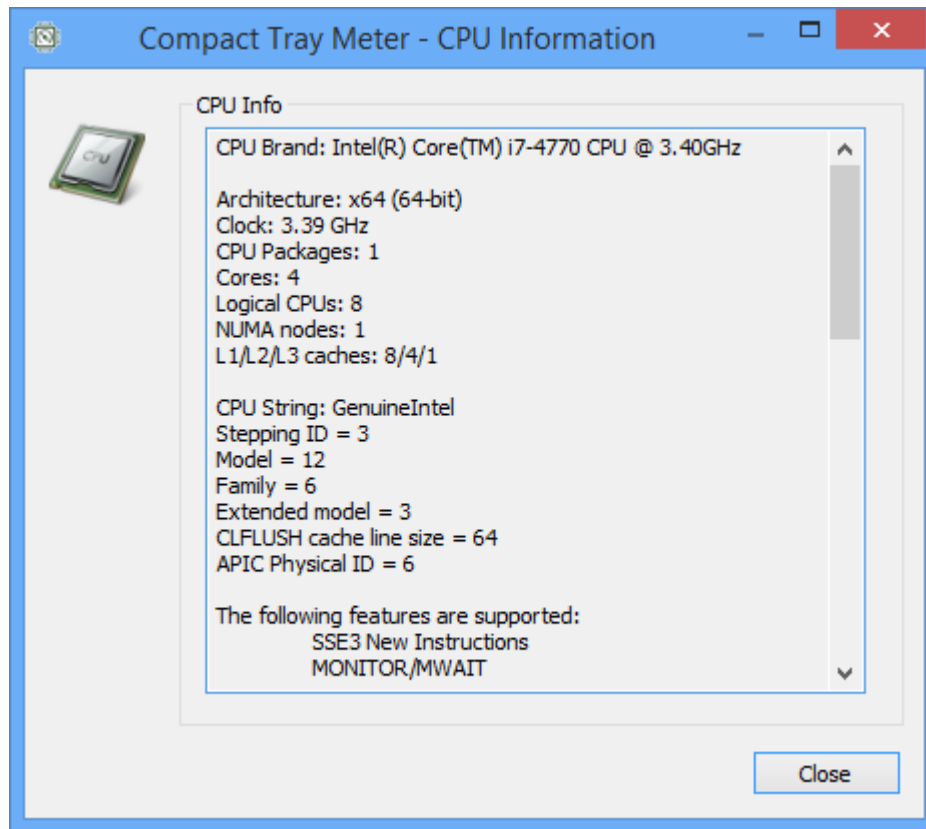 Compact Tray Meter - CPU Information
CPU Info
CPU
CPU Brand: Intel(R) Core(TM) i7-4770 CPU @ 3.40GHz
Architecture: x64 (64-bit)
Clock: 3.39 GHz
CPU Packages: 1
Cores: 4
Logical CPUs: 8
NUMA nodes: 1
L1/L2/L3 caches: 8/4/1
CPU String: GenuineIntel
Stepping ID = 3
Model = 12
Family = 6
Extended model = 3
CLFLUSH cache line size = 64
APIC Physical ID = 6
The following features are supported:
SSE3 New Instructions
MONITOR/MWAIT
Close